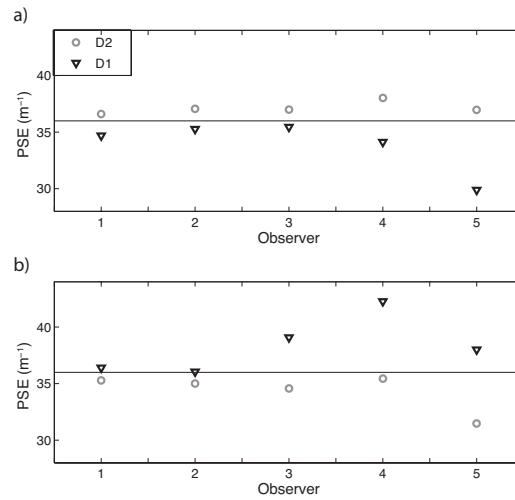 a)
D2
D1
40
35
30
PSE (m⁻¹)
1 2 3 4 5
Observer
b)
40
35
30
PSE (m⁻¹)
1 2 3 4 5
Observer